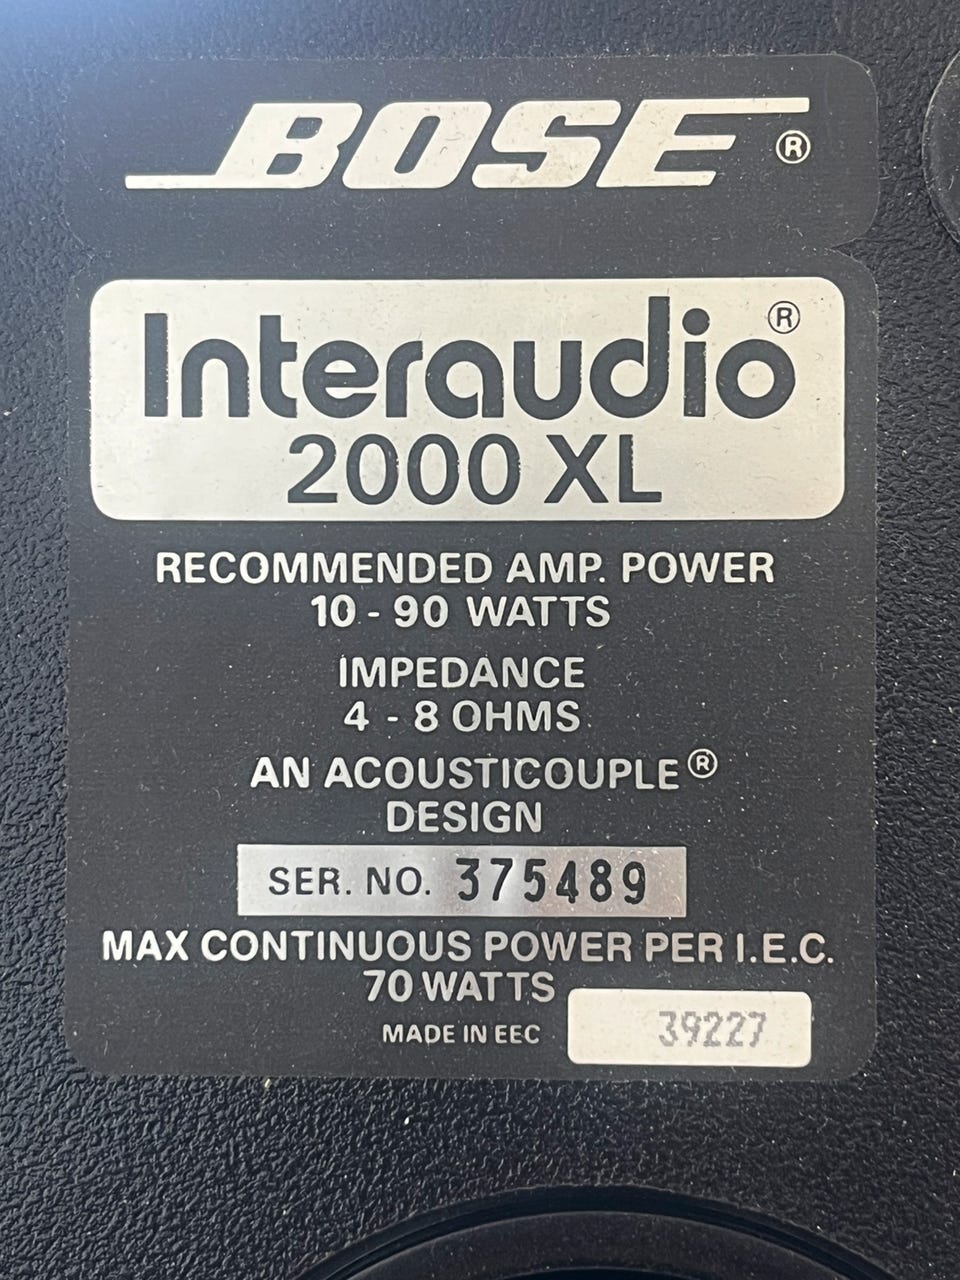 BOSE®
Interaudio®
2000 XL
RECOMMENDED AMP. POWER
10 - 90 WATTS
IMPEDANCE
4 - 8 OHMS
AN ACOUSTICOUPLE®
DESIGN
SER. NO. 375489
MAX CONTINUOUS POWER PER I.E.C.
70 WATTS
MADE IN EEC
39227